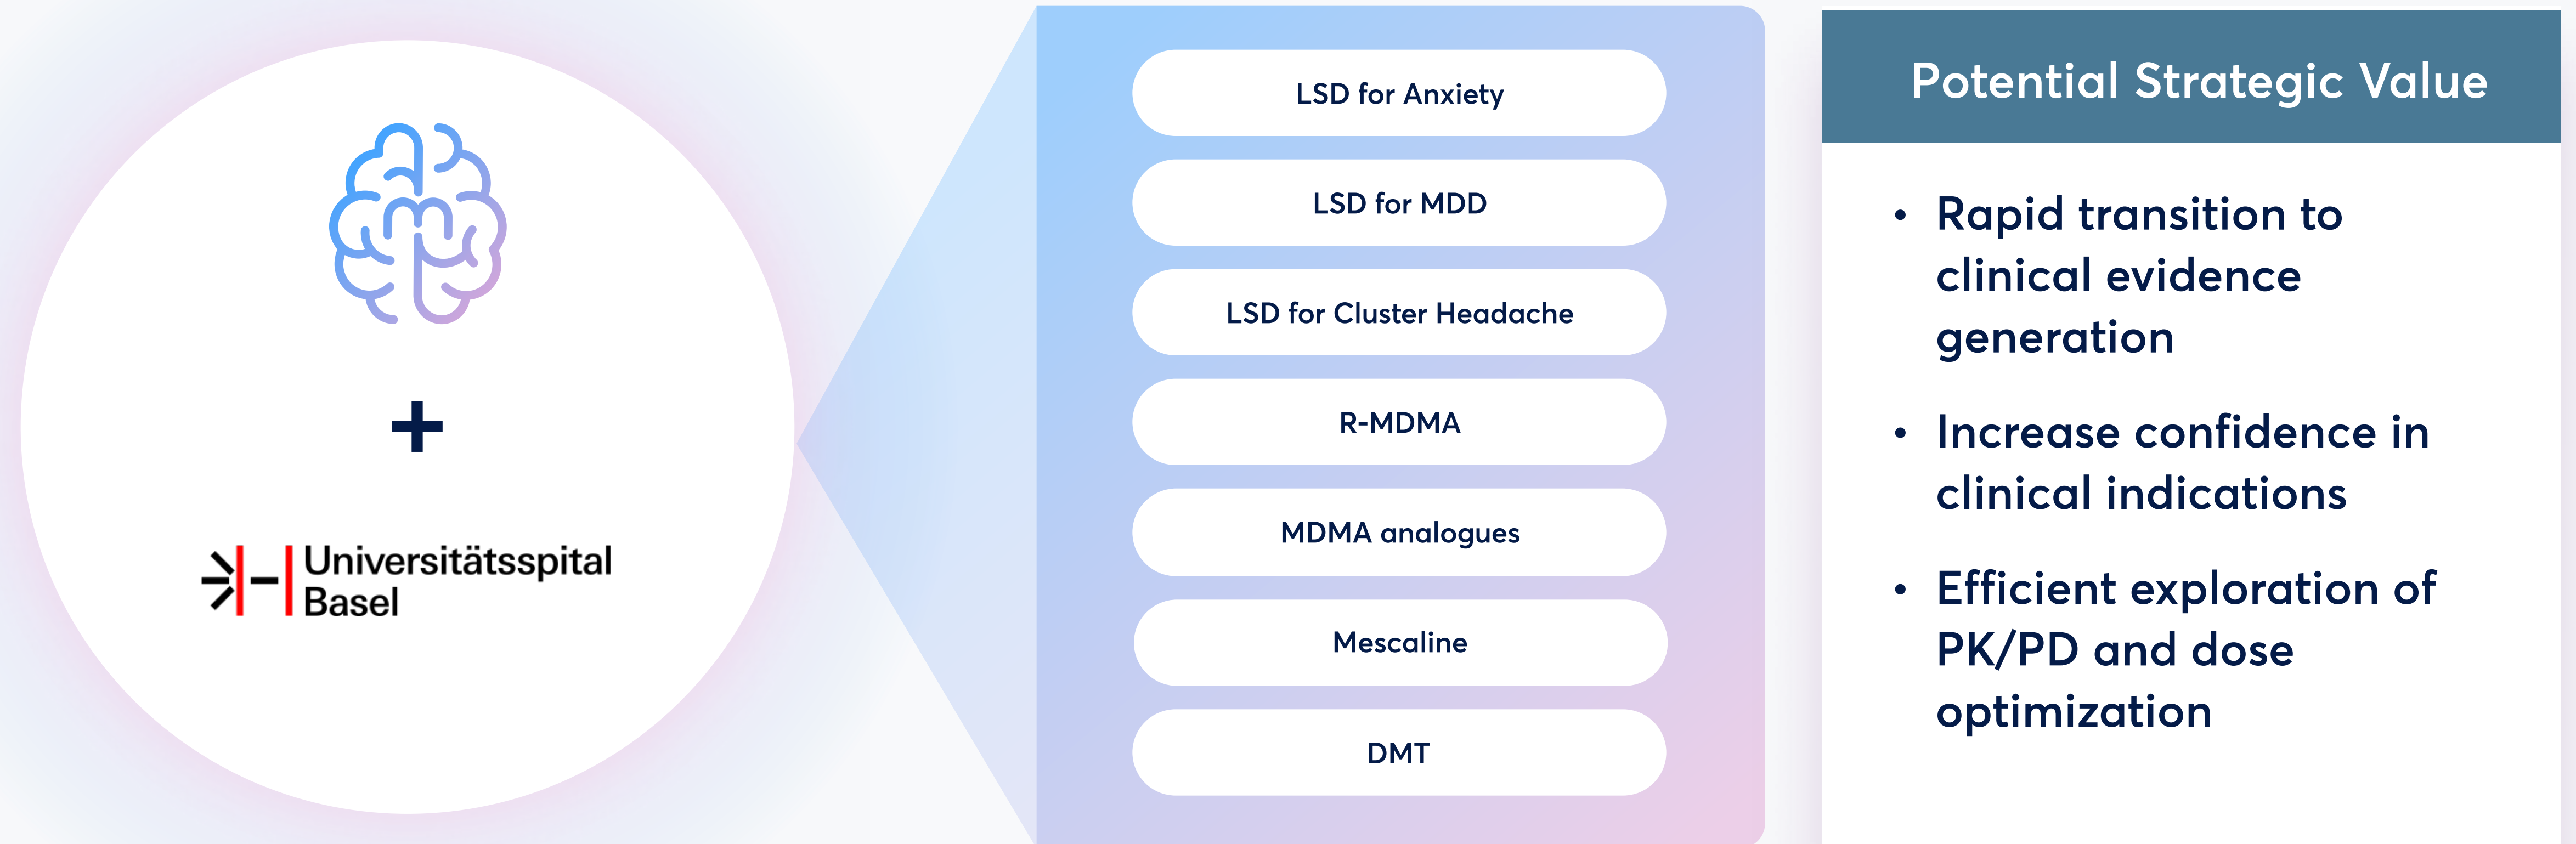 +
Universitätsspital
Basel
LSD for Anxiety
LSD for MDD
LSD for Cluster Headache
R-MDMA
MDMA analogues
Mescaline
DMT
Potential Strategic Value
• Rapid transition to
clinical evidence
generation
• Increase confidence in
clinical indications
• Efficient exploration of
PK/PD and dose
optimization